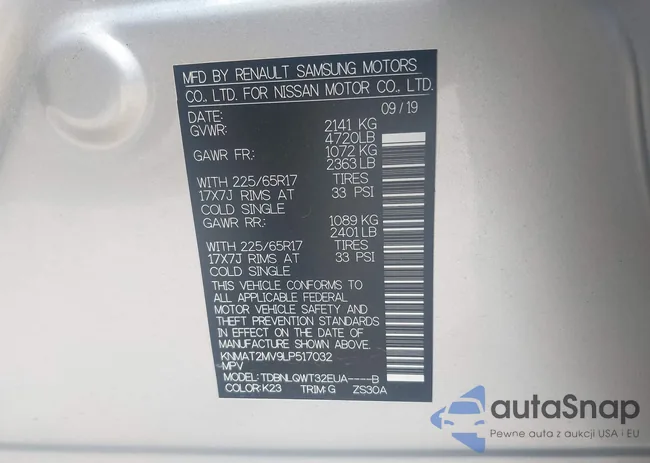 MFD BY RENAULT SAMSUNG MOTORS
CO., LTD. FOR NISSAN MOTOR CO., LTD.
DATE: 09/19
GVWR: 2141 KG
4720LB
GAWR FR: 1072 KG
2363LB
WITH 225/65R17 TIRES
17X7J RIMS AT 33 PSI
COLD SINGLE
GAWR RR: 1089 KG
2401LB
WITH 225/65R17 TIRES
17X7J RIMS AT 33 PSI
COLD SINGLE
THIS VEHICLE CONFORMS TO
ALL APPLICABLE FEDERAL
MOTOR VEHICLE SAFETY AND
THEFT PREVENTION STANDARDS
IN EFFECT ON THE DATE OF
MANUFACTURE SHOWN ABOVE.
KNMAT2MV9LP517032
MPV
MODEL: TDBNLQWT32EUA----B
COLOR: K23 TRIM: G ZS30A
autaSnap
Pewne auta z aukcji USA i EU